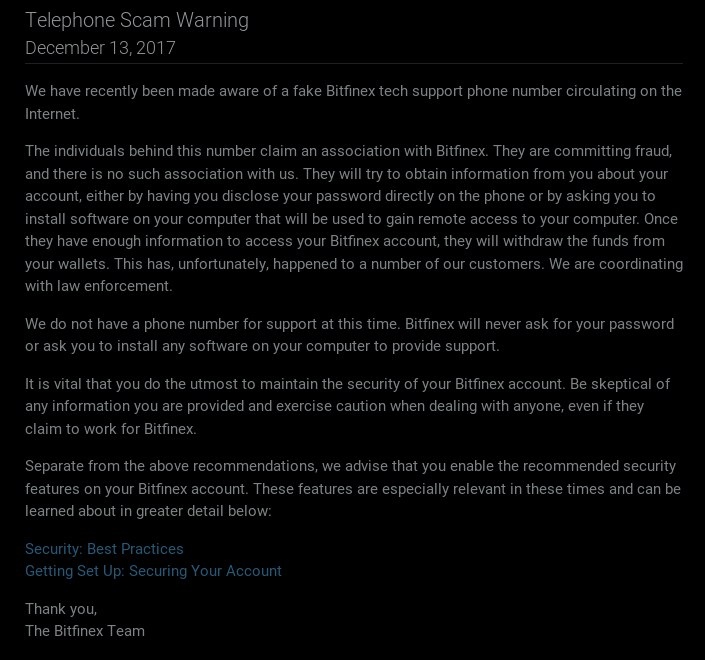 Telephone Scam Warning
December 13, 2017
We have recently been made aware of a fake Bitfinex tech support phone number circulating on the
Internet.
The individuals behind this number claim an association with Bitfinex. They are committing fraud,
and there is no such association with us. They will try to obtain information from you about your
account, either by having you disclose your password directly on the phone or by asking you to
install software on your computer that will be used to gain remote access to your computer. Once
they have enough information to access your Bitfinex account, they will withdraw the funds from
your wallets. This has, unfortunately, happened to a number of our customers. We are coordinating
with law enforcement.
We do not have a phone number for support at this time. Bitfinex will never ask for your password
or ask you to install any software on your computer to provide support.
It is vital that you do the utmost to maintain the security of your Bitfinex account. Be skeptical of
any information you are provided and exercise caution when dealing with anyone, even if they
claim to work for Bitfinex.
Separate from the above recommendations, we advise that you enable the recommended security
features on your Bitfinex account. These features are especially relevant in these times and can be
learned about in greater detail below:
Security: Best Practices
Getting Set Up: Securing Your Account
Thank you,
The Bitfinex Team